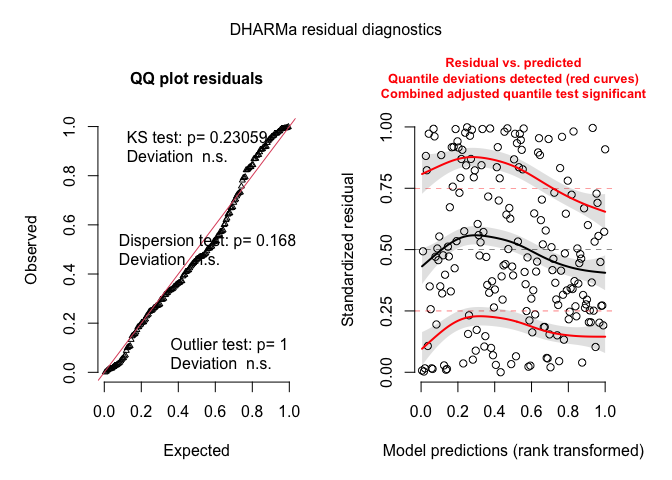 DHARMa residual diagnostics
QQ plot residuals
KS test: p= 0.23059
Deviation n.s.
Dispersion test: p= 0.168
Deviation n.s.
Outlier test: p= 1
Deviation n.s.
Observed
0.0 0.2 0.4 0.6 0.8 1.0
0.0 0.2 0.4 0.6 0.8 1.0
Expected
Residual vs. predicted
Quantile deviations detected (red curves)
Combined adjusted quantile test significant
Standardized residual
0.00 0.25 0.50 0.75 1.00
0.0 0.2 0.4 0.6 0.8 1.0
Model predictions (rank transformed)